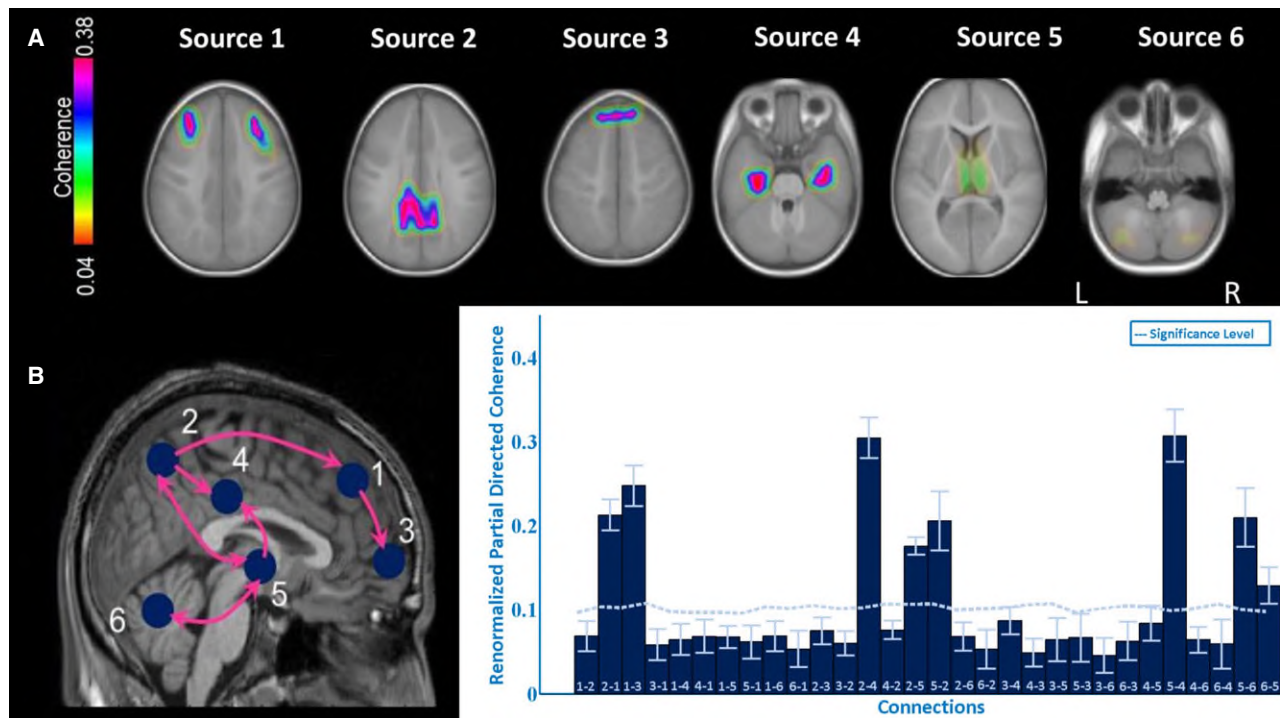 A
Source 1 Source 2 Source 3 Source 4 Source 5 Source 6
0.38
Coherence
0.04
L R
B
2
4
1
3
5
6
Renormalized Partial Directed Coherence
--- Significance Level
0.4
0.3
0.2
0.1
0
1-2 2-1 1-3 3-1 1-4 4-1 1-5 5-1 1-6 6-1 2-3 3-2 2-4 4-2 2-5 5-2 2-6 6-2 3-4 4-3 3-5 5-3 3-6 6-3 4-5 5-4 4-6 6-4 5-6 6-5
Connections